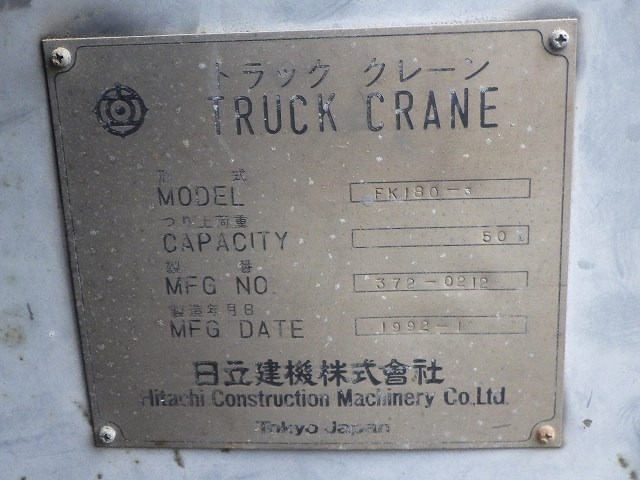 トラック クレーン
TRUCK CRANE
形 式
MODEL FK180-3
つり上荷重
CAPACITY 50t
製 番
MFG NO 372-0212
製造年月日
MFG DATE 1992-1
日立建機株式會社
Hitachi Construction Machinery Co.,Ltd.
Tokyo Japan